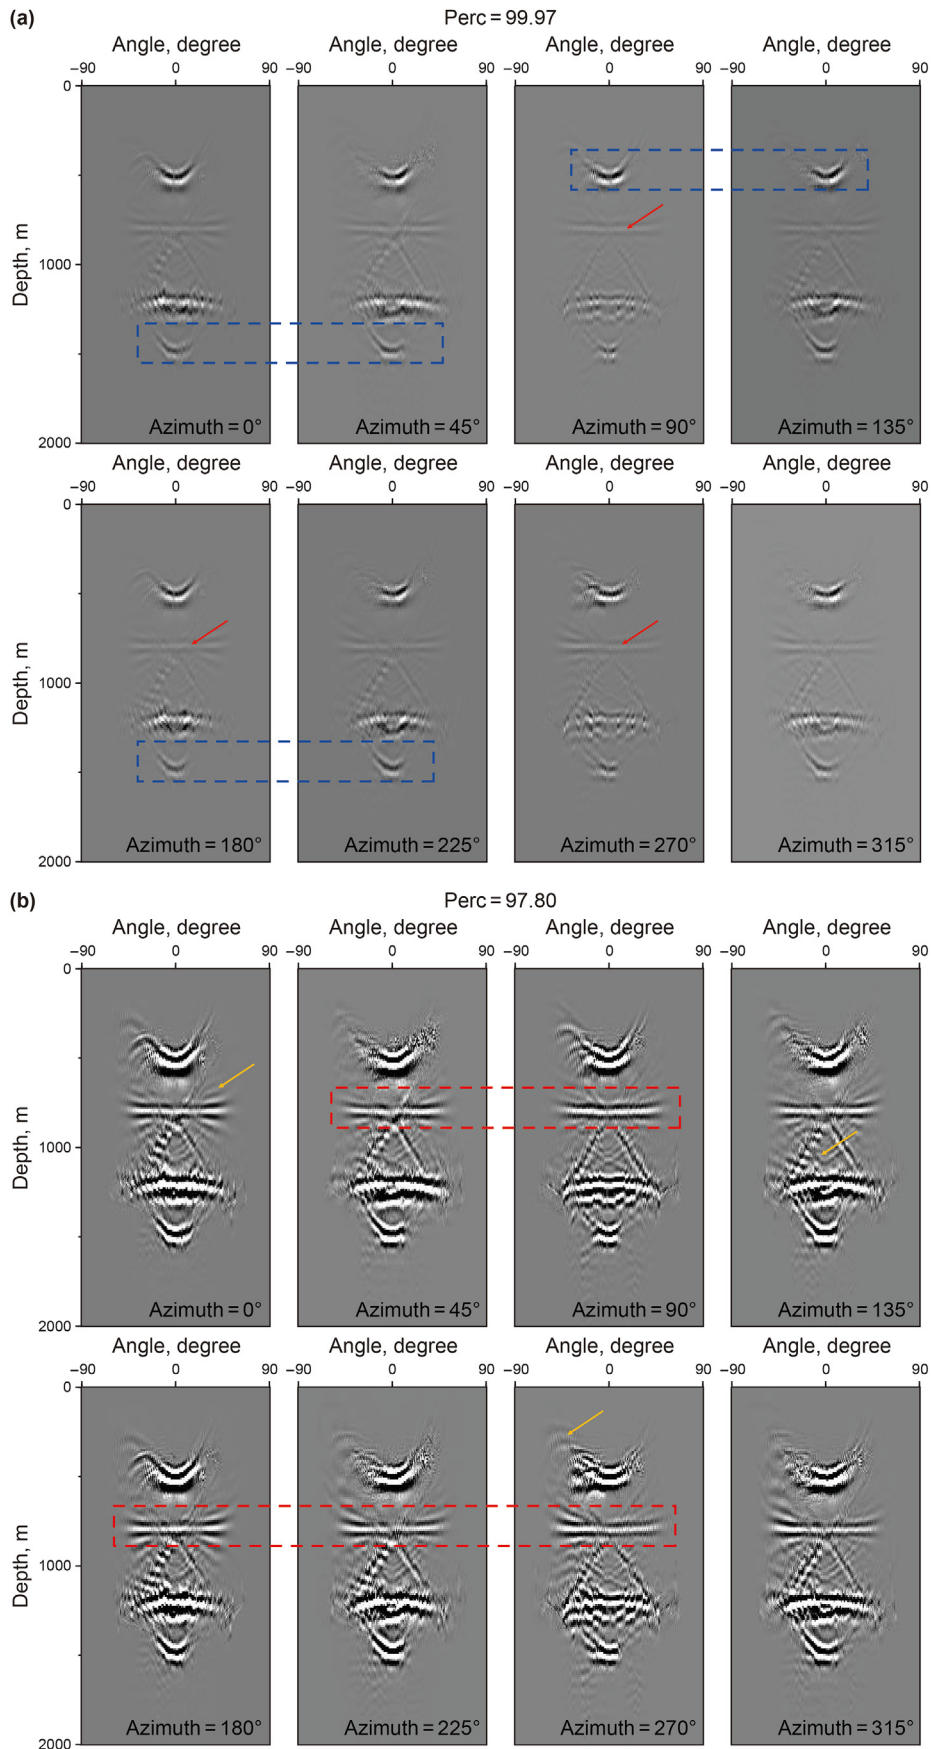 (a)
Perc = 99.97
Angle, degree Angle, degree Angle, degree Angle, degree
−90 0 90 −90 0 90 −90 0 90 −90 0 90
0
Depth, m
1000
2000
Azimuth = 0° Azimuth = 45° Azimuth = 90° Azimuth = 135°
Angle, degree Angle, degree Angle, degree Angle, degree
−90 0 90 −90 0 90 −90 0 90 −90 0 90
0
Depth, m
1000
2000
Azimuth = 180° Azimuth = 225° Azimuth = 270° Azimuth = 315°
(b)
Perc = 97.80
Angle, degree Angle, degree Angle, degree Angle, degree
−90 0 90 −90 0 90 −90 0 90 −90 0 90
0
Depth, m
1000
2000
Azimuth = 0° Azimuth = 45° Azimuth = 90° Azimuth = 135°
Angle, degree Angle, degree Angle, degree Angle, degree
−90 0 90 −90 0 90 −90 0 90 −90 0 90
0
Depth, m
1000
2000
Azimuth = 180° Azimuth = 225° Azimuth = 270° Azimuth = 315°